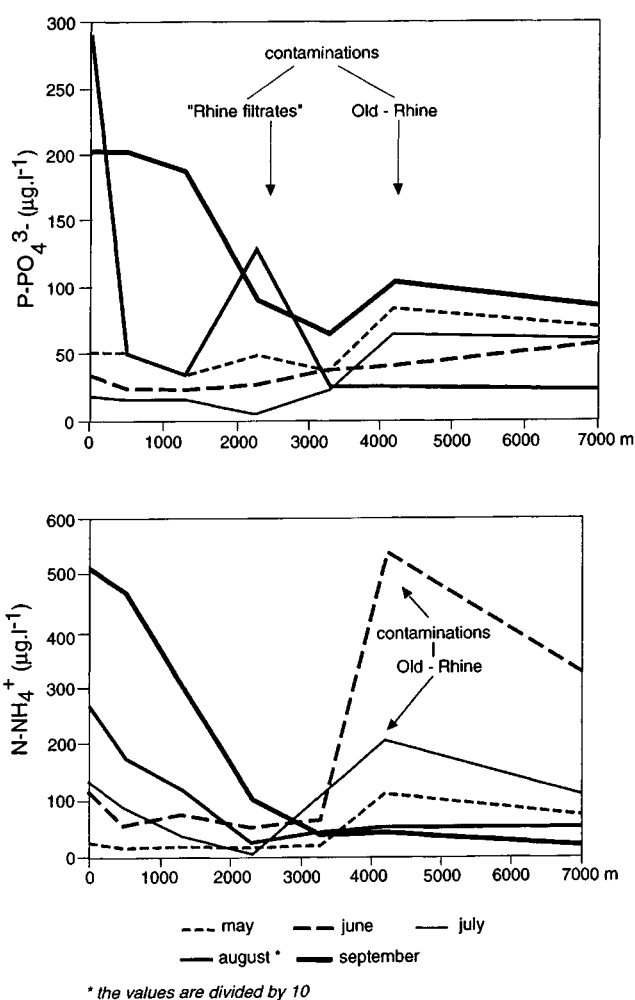 300
contaminations
250
"Rhine filtrates" Old - Rhine
200
150
100
50
0
P-PO₄³- (µg.l⁻¹)
0 1000 2000 3000 4000 5000 6000 7000 m
600
500
400
contaminations
Old - Rhine
300
200
100
0
N-NH₄⁺ (µg.l⁻¹)
0 1000 2000 3000 4000 5000 6000 7000 m
may june july
august * september
* the values are divided by 10